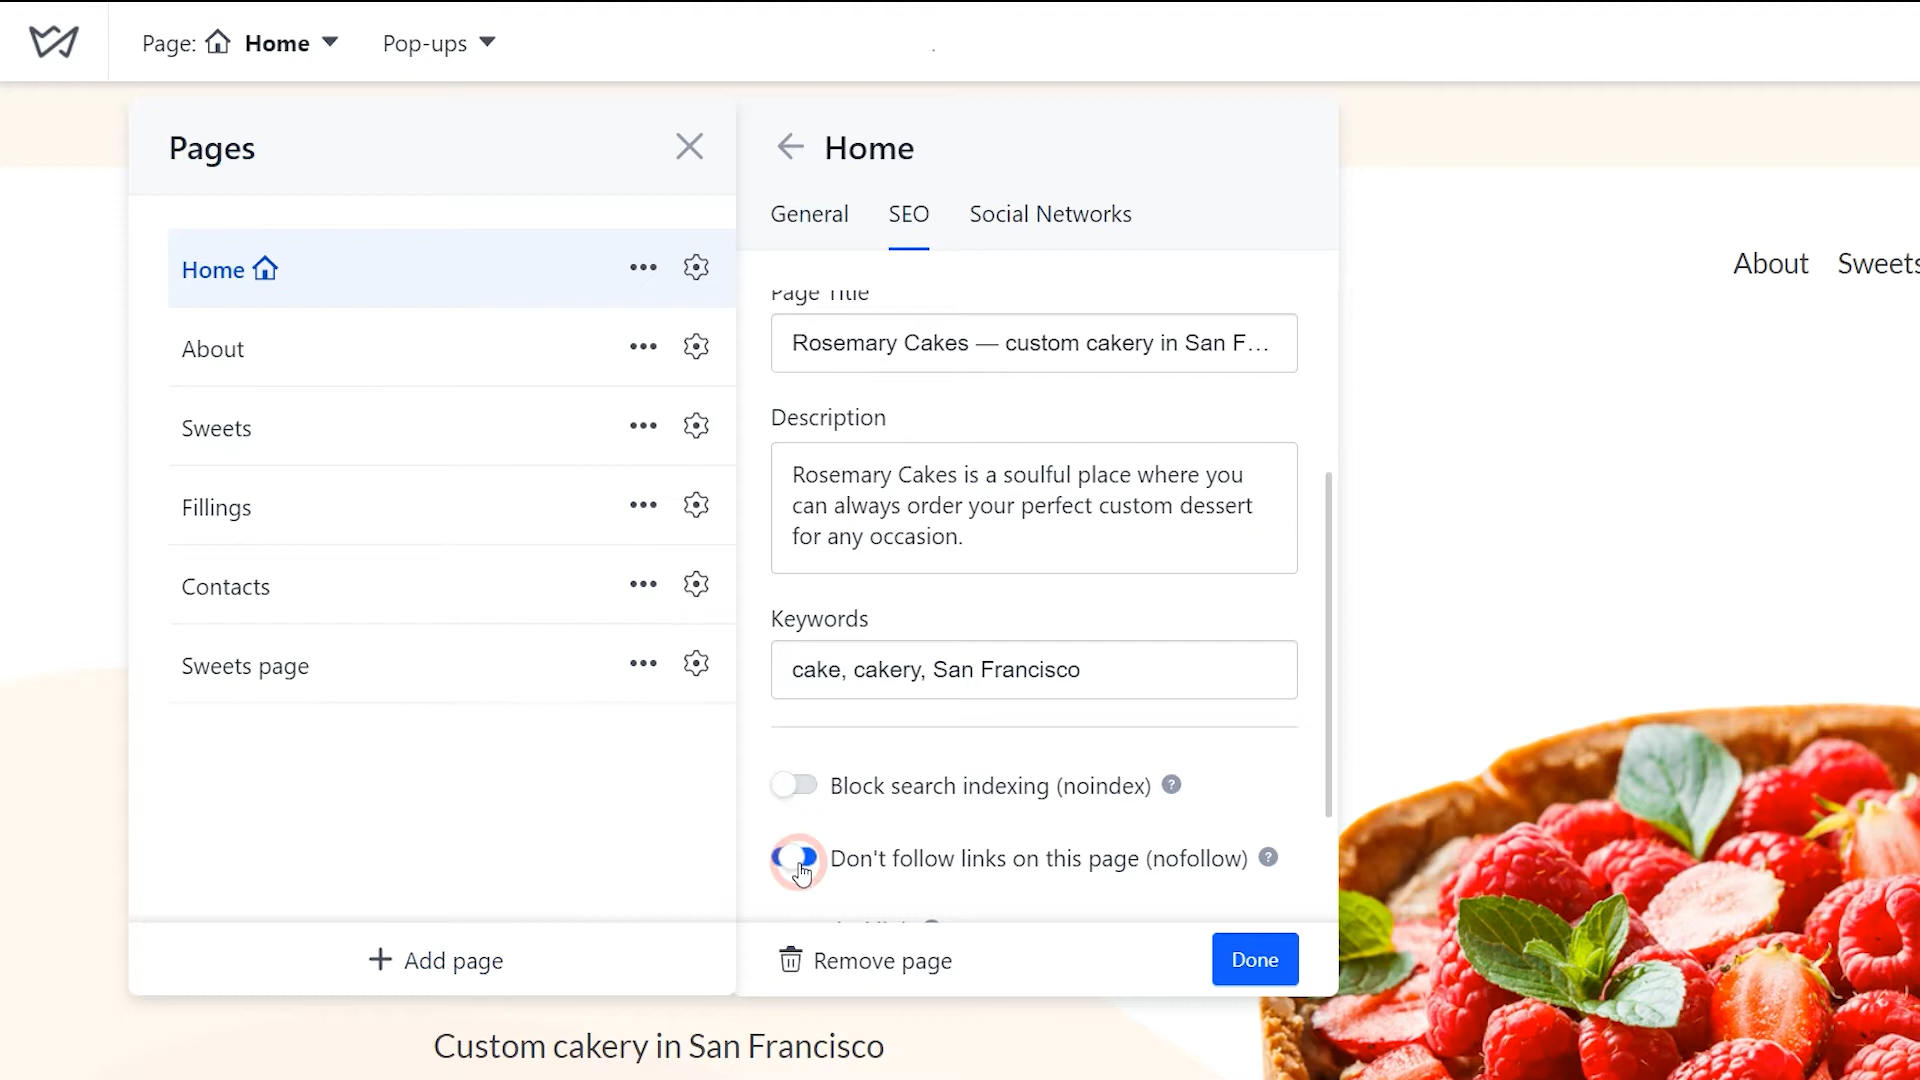 Page: Home
Pop-ups
Pages
Home
About
Sweets
Fillings
Contacts
Sweets page
Add page
Home
General
SEO
Social Networks
Page Title
Rosemary Cakes — custom cakery in San F...
Description
Rosemary Cakes is a soulful place where you
can always order your perfect custom dessert
for any occasion.
Keywords
cake, cakery, San Francisco
Block search indexing (noindex) ?
Don't follow links on this page (nofollow) ?
Remove page
Done
About
Sweets
Custom cakery in San Francisco